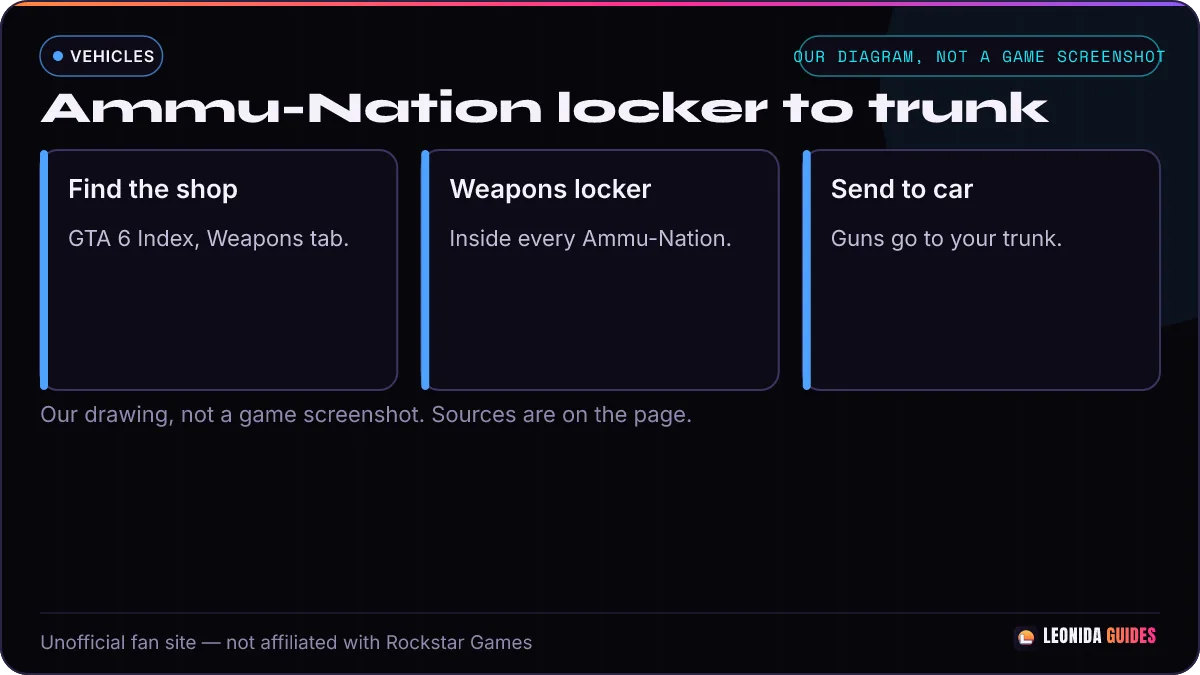 VEHICLES
OUR DIAGRAM, NOT A GAME SCREENSHOT
Ammu-Nation locker to trunk
Find the shop
GTA 6 Index, Weapons tab.
Weapons locker
Inside every Ammu-Nation.
Send to car
Guns go to your trunk.
Our drawing, not a game screenshot. Sources are on the page.
Unofficial fan site — not affiliated with Rockstar Games
LEONIDA GUIDES